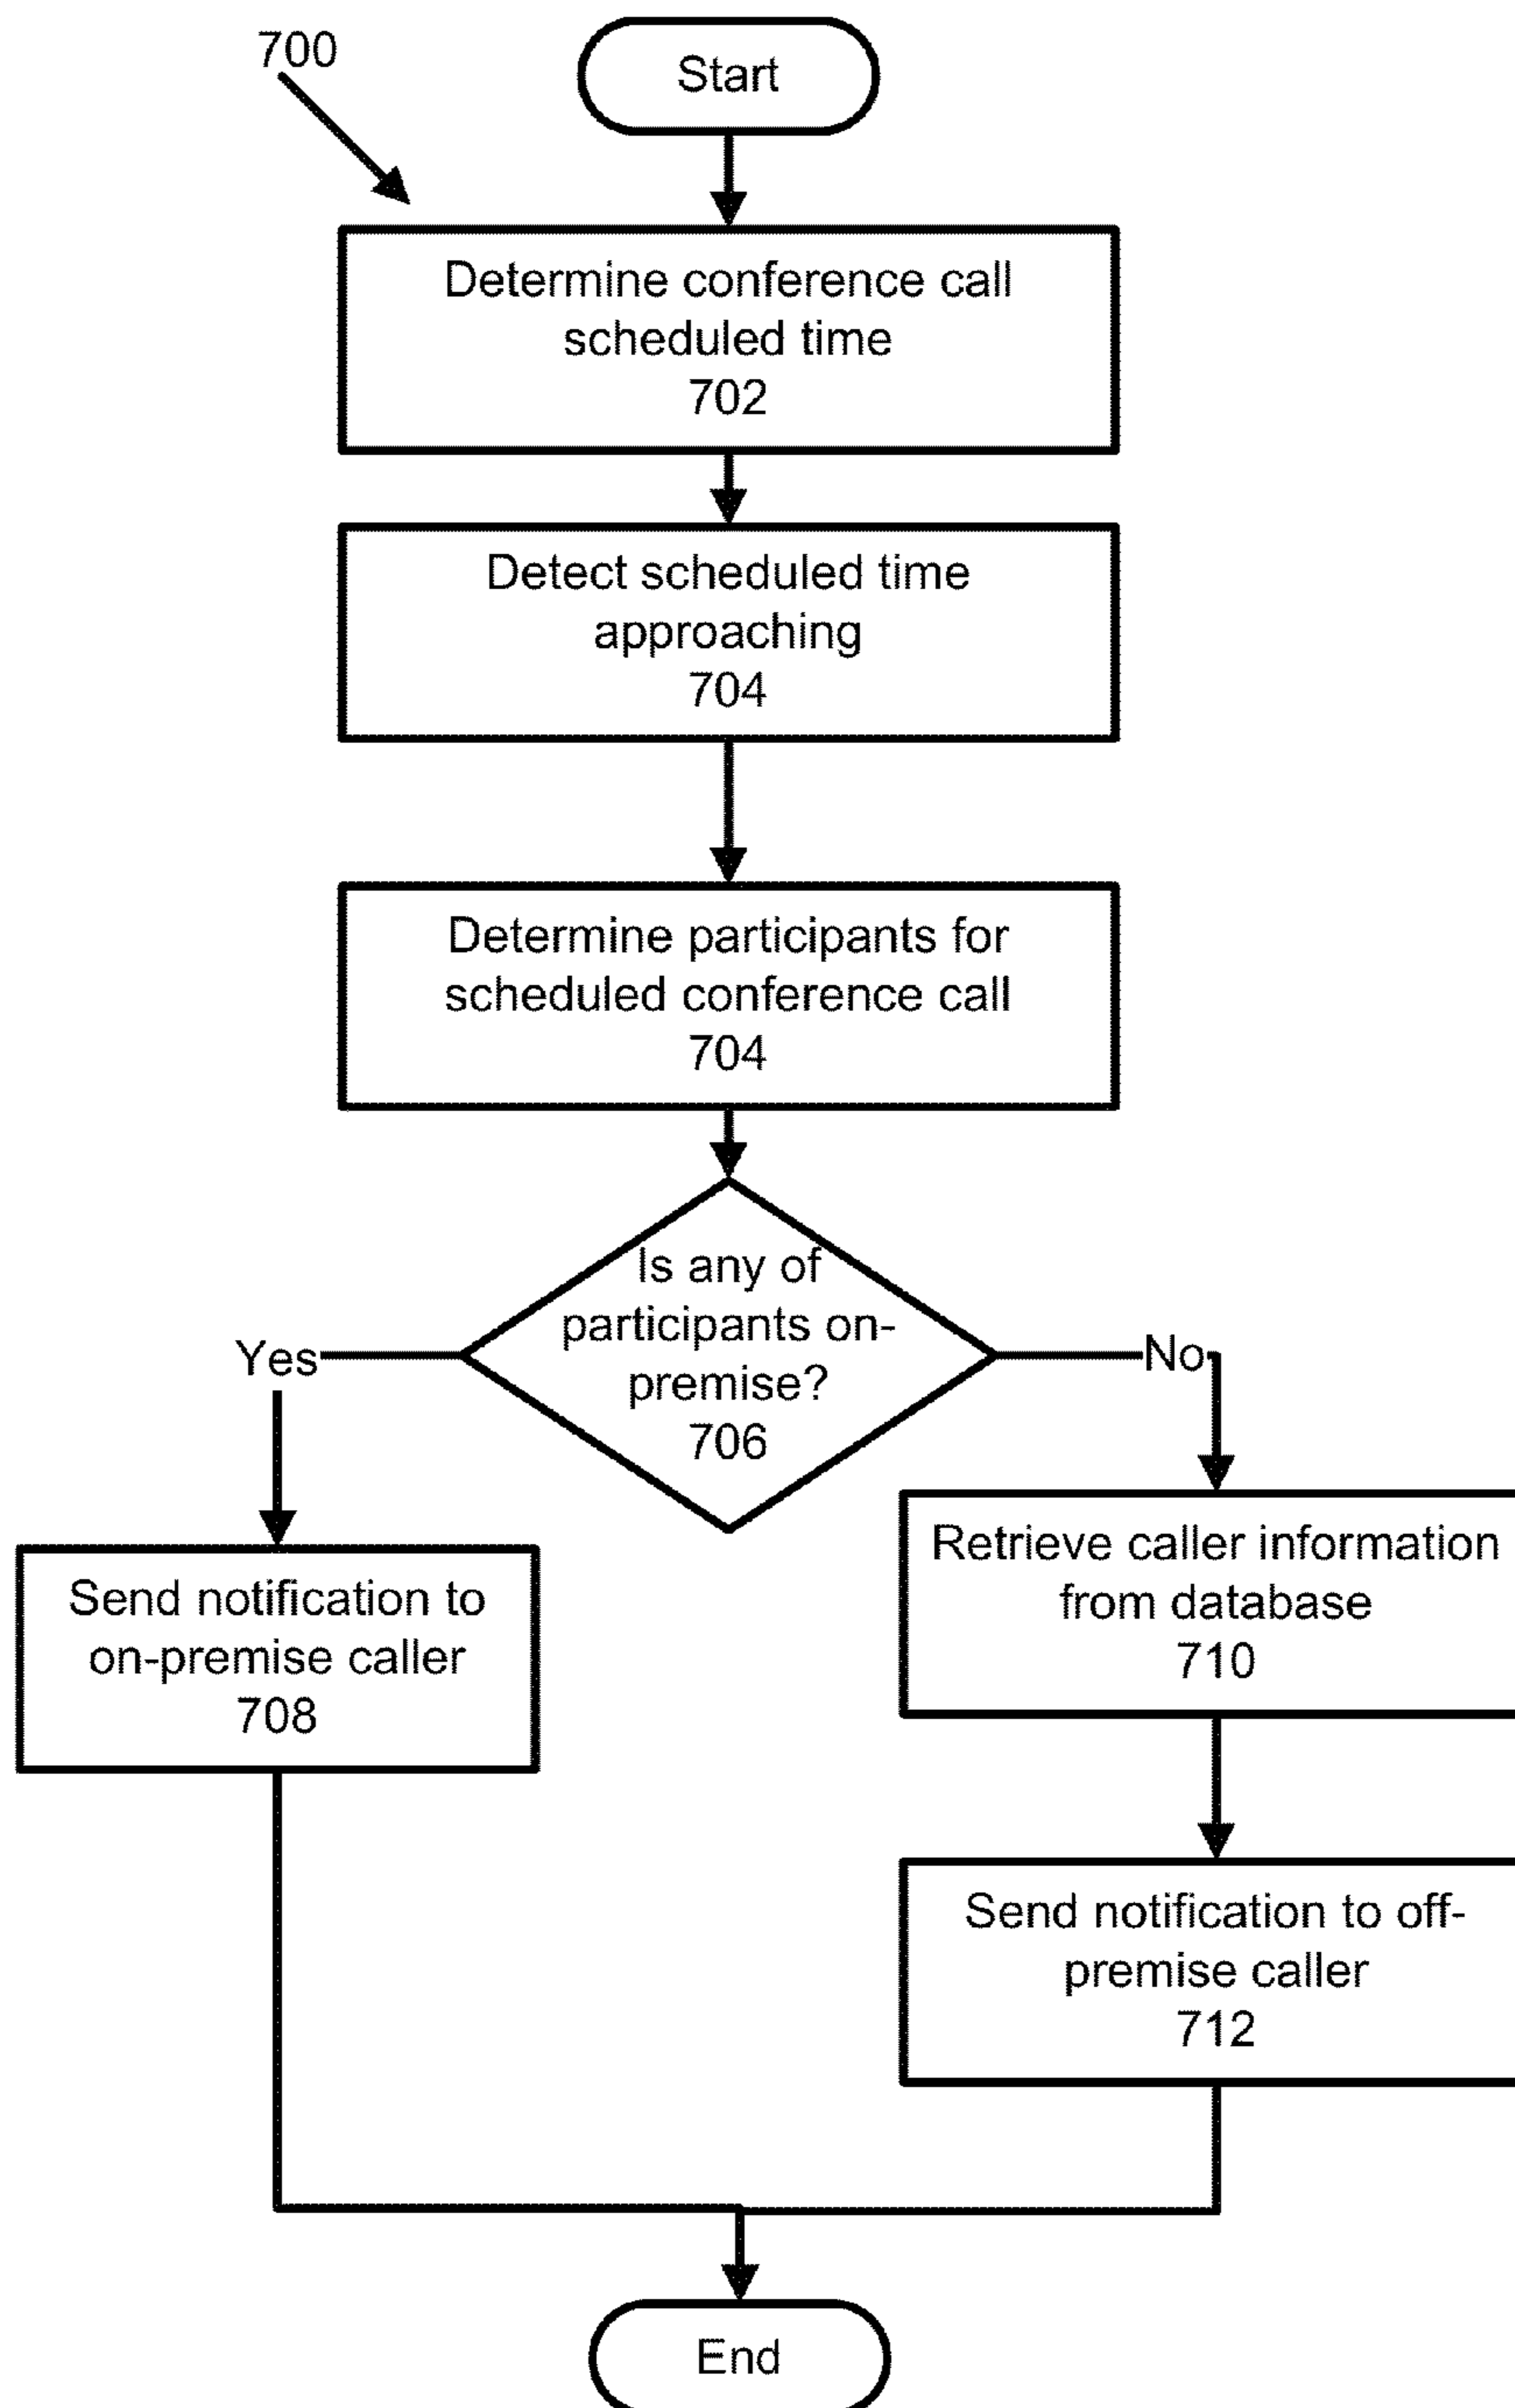 700
Start
Determine conference call
scheduled time
702
Detect scheduled time
approaching
704
Determine participants for
scheduled conference call
704
Is any of
participants on-
premise?
706
Yes
No
Send notification to
on-premise caller
708
Retrieve caller information
from database
710
Send notification to off-
premise caller
712
End